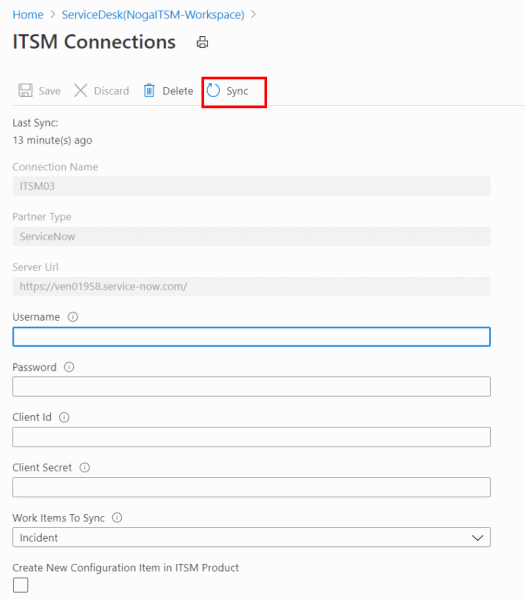 Home > ServiceDesk(NogaITSM-Workspace) >
ITSM Connections
Save Discard Delete Sync
Last Sync:
13 minute(s) ago
Connection Name
ITSM03
Partner Type
ServiceNow
Server Url
https://ven01958.service-now.com/
Username
Password
Client Id
Client Secret
Work Items To Sync
Incident
Create New Configuration Item in ITSM Product